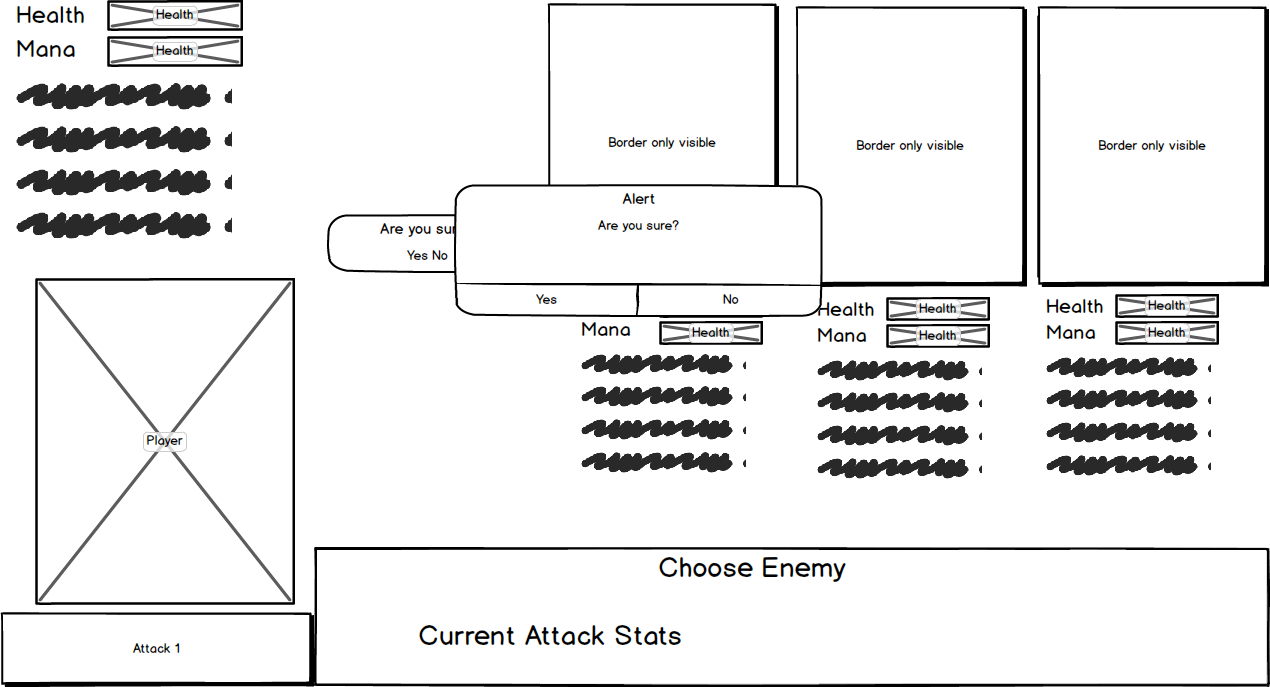 Health
Health
Mana
Health
Border only visible
Border only visible
Border only visible
Alert
Are you sure?
Are you sur
Yes No
Yes
No
Mana
Health
Health
Health
Mana
Health
Health
Health
Mana
Health
Player
Attack 1
Choose Enemy
Current Attack Stats